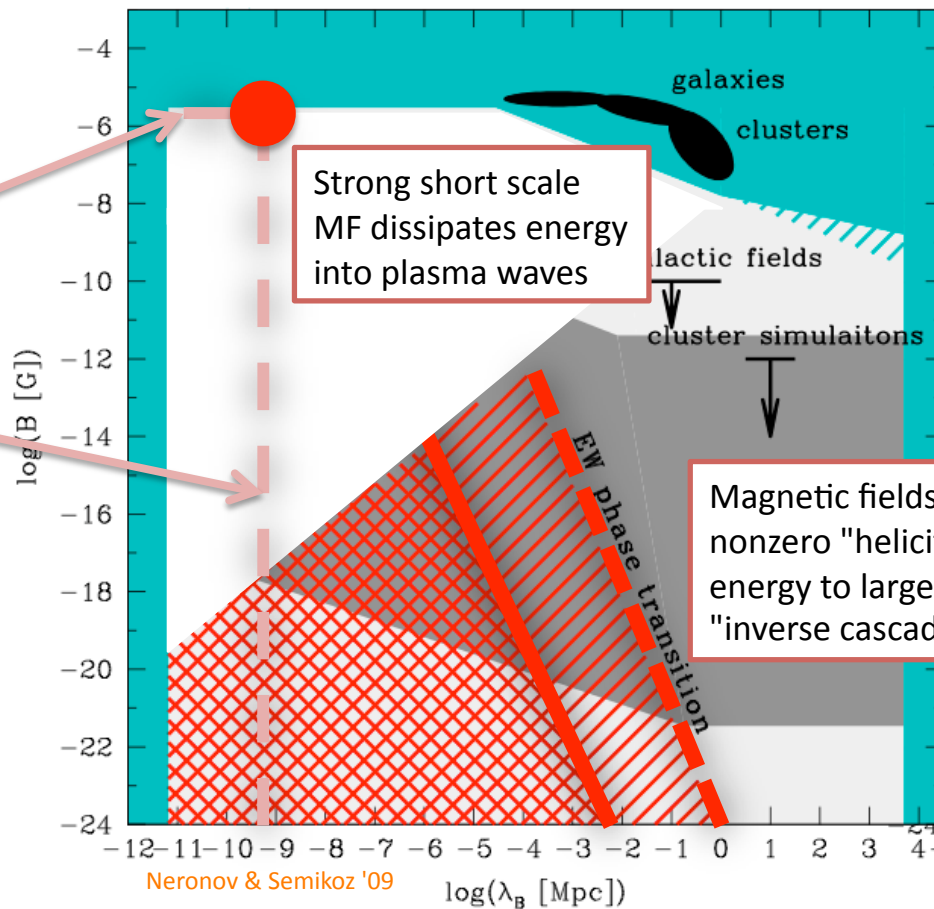 galaxies
clusters
Strong short scale
MF dissipates energy
into plasma waves
lactic fields
cluster simulaitons
EW phase transition
Magnetic fields
nonzero "helici
energy to large
"inverse cascad
log(B [G])
−4
−6
−8
−10
−12
−14
−16
−18
−20
−22
−24
−12 −11 −10 −9 −8 −7 −6 −5 −4 −3 −2 −1 0 1 2 3 4
Neronov & Semikoz '09
log(λ_B [Mpc])